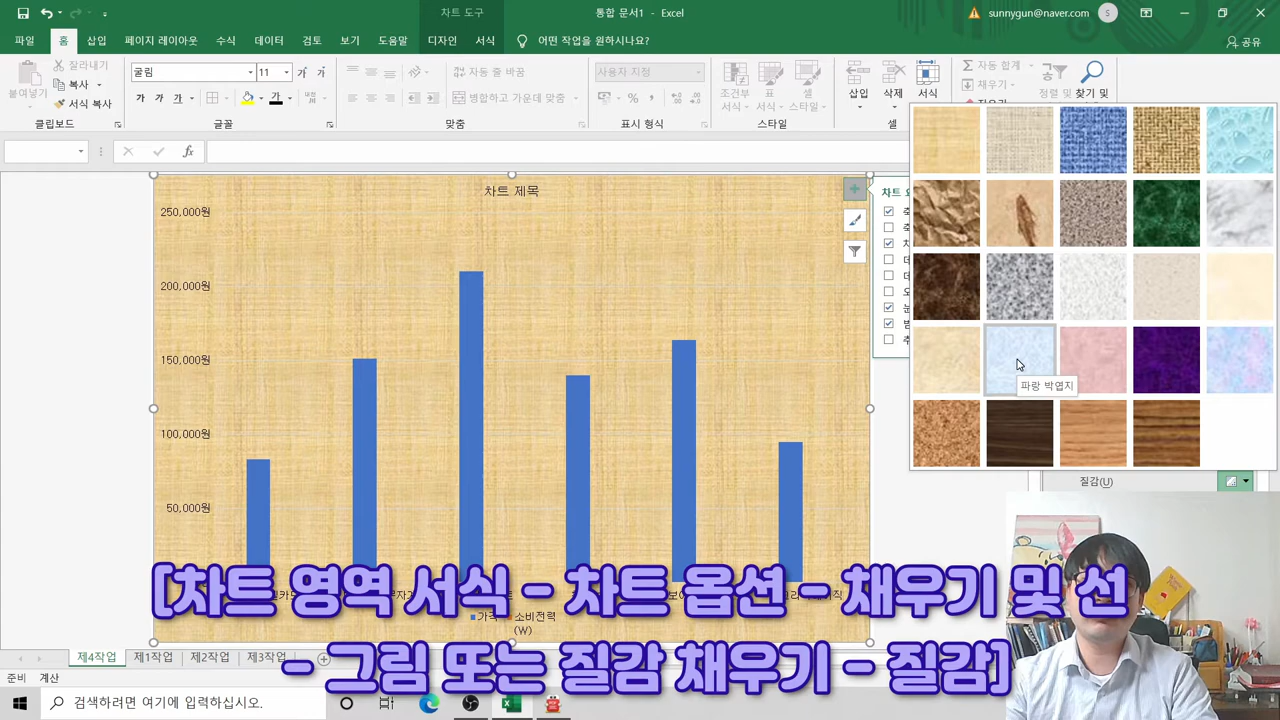 차트 도구
통합 문서1 - Excel
sunnygun@naver.com
S
파일 홈 삽입 페이지 레이아웃 수식 데이터 검토 보기 도움말 디자인 서식 어떤 작업을 원하시나요?
공유
붙여넣기
잘라내기
복사
서식 복사
클립보드
굴림 11
가 가 가
글꼴
자동 줄 바꿈
병합하고 가운데 맞춤
맞춤
사용자 지정
표시 형식
조건부 서식
표 서식
셀 스타일
스타일
삽입 삭제 서식
셀
자동 합계
채우기
정렬 및
찾기 및
fx
차트 제목
250,000원
200,000원
150,000원
100,000원
50,000원
소비전력
(W)
차트
파랑 박엽지
질감(U)
[차트 영역 서식 - 차트 옵션 - 채우기 및 선
- 그림 또는 질감 채우기 - 질감]
제4작업 제1작업 제2작업 제3작업
준비 계산
검색하려면 여기에 입력하십시오.